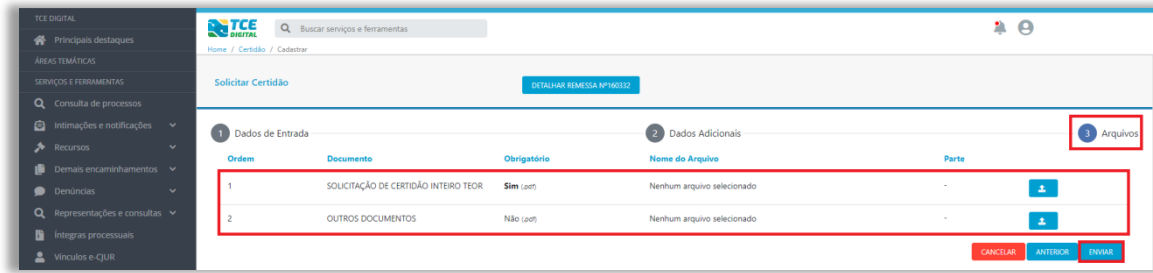 TCE DIGITAL
Principais destaques
ÁREAS TEMÁTICAS
SERVIÇOS E FERRAMENTAS
Consulta de processos
Intimações e notificações
Recursos
Demais encaminhamentos
Denúncias
Representações e consultas
Íntegras processuais
Vínculos e-CJUR
TCE
DIGITAL
Buscar serviços e ferramentas
Home / Certidão / Cadastrar
Solicitar Certidão
DETALHAR REMESSA Nº160332
1 Dados de Entrada
2 Dados Adicionais
3 Arquivos
Ordem Documento Obrigatório Nome do Arquivo Parte
1 SOLICITAÇÃO DE CERTIDÃO INTEIRO TEOR Sim (.pdf) Nenhum arquivo selecionado -
2 OUTROS DOCUMENTOS Não (.pdf) Nenhum arquivo selecionado -
CANCELAR ANTERIOR ENVIAR